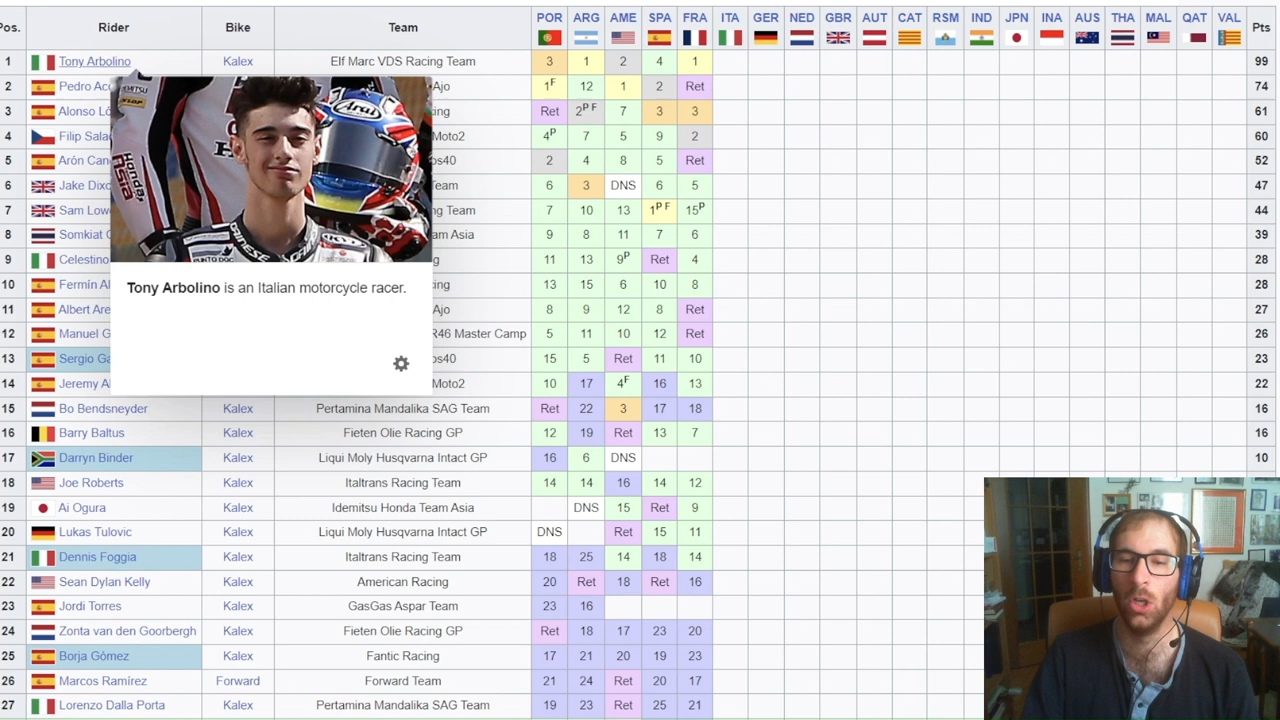 Pos. Rider Bike Team POR ARG AME SPA FRA ITA GER NED GBR AUT CAT RSM IND JPN INA AUS THA MAL QAT VAL Pts
1 Tony Arbolino Kalex Elf Marc VDS Racing Team 3 1 2 4 1 99
2 Pedro Aco Ajo 1F 12 1 2 Ret 74
3 Alonso Ló ing Ret 2P F 7 3 3 61
4 Filip Sala Moto2 4P 7 5 9 2 60
5 Arón Can os40 2 4 8 5 Ret 52
6 Jake Dixo Team 6 3 DNS 6 5 47
7 Sam Low ng Team 7 10 13 1P F 15P 44
8 Somkiat C am Asia 9 8 11 7 6 39
9 Celestino 11 13 9P Ret 4 28
10 Fermín Al ing 13 15 6 10 8 28
11 Albert Are Ajo 8 9 12 8 Ret 27
12 Manuel G R46 Master Camp 5 11 10 12 Ret 26
13 Sergio Ga os40 15 5 Ret 11 10 23
14 Jeremy A Moto2 10 17 4F 16 13 22
15 Bo Bendsneyder Kalex Pertamina Mandalika SAG Team Ret 22 3 17 18 16
16 Barry Baltus Kalex Fieten Olie Racing GP 12 19 Ret 13 7 16
17 Darryn Binder Kalex Liqui Moly Husqvarna Intact GP 16 6 DNS 10
18 Joe Roberts Kalex Italtrans Racing Team 14 14 16 14 12
19 Ai Ogura Kalex Idemitsu Honda Team Asia DNS 15 Ret 9
20 Lukas Tulovic Kalex Liqui Moly Husqvarna Intact GP DNS Ret 15 11
21 Dennis Foggia Kalex Italtrans Racing Team 18 25 14 18 14
22 Sean Dylan Kelly Kalex American Racing 20 Ret 18 Ret 16
23 Jordi Torres Kalex GasGas Aspar Team 23 16
24 Zonta van den Goorbergh Kalex Fieten Olie Racing GP Ret 18 17 23 20
25 Borja Gómez Kalex Fantic Racing 17 21 20 19 23
26 Marcos Ramírez Forward Forward Team 21 24 Ret 20 17
27 Lorenzo Dalla Porta Kalex Pertamina Mandalika SAG Team 19 23 Ret 25 21
Honda
Asia
DUNLOP
Arai
DAINESE
PUNTO DOC
Tony Arbolino is an Italian motorcycle racer.